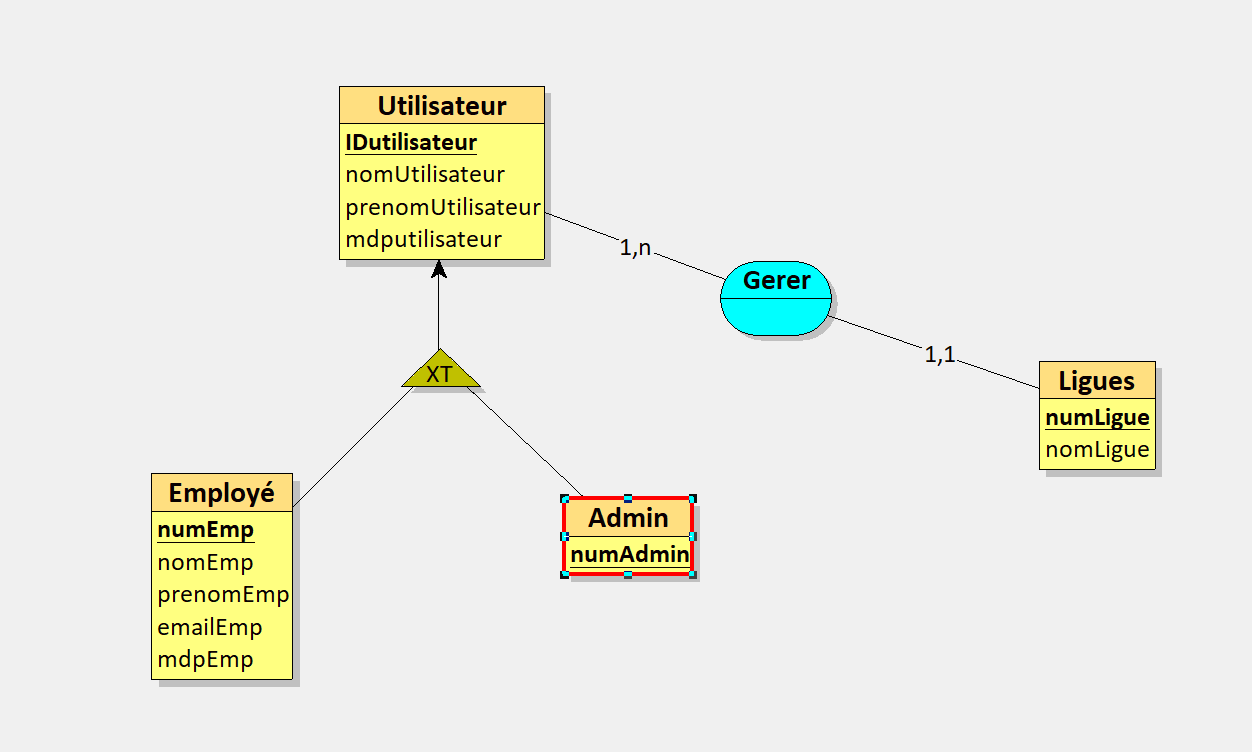 Utilisateur
IDutilisateur
nomUtilisateur
prenomUtilisateur
mdputilisateur
1,n
Gerer
1,1
Ligues
numLigue
nomLigue
XT
Employé
numEmp
nomEmp
prenomEmp
emailEmp
mdpEmp
Admin
numAdmin